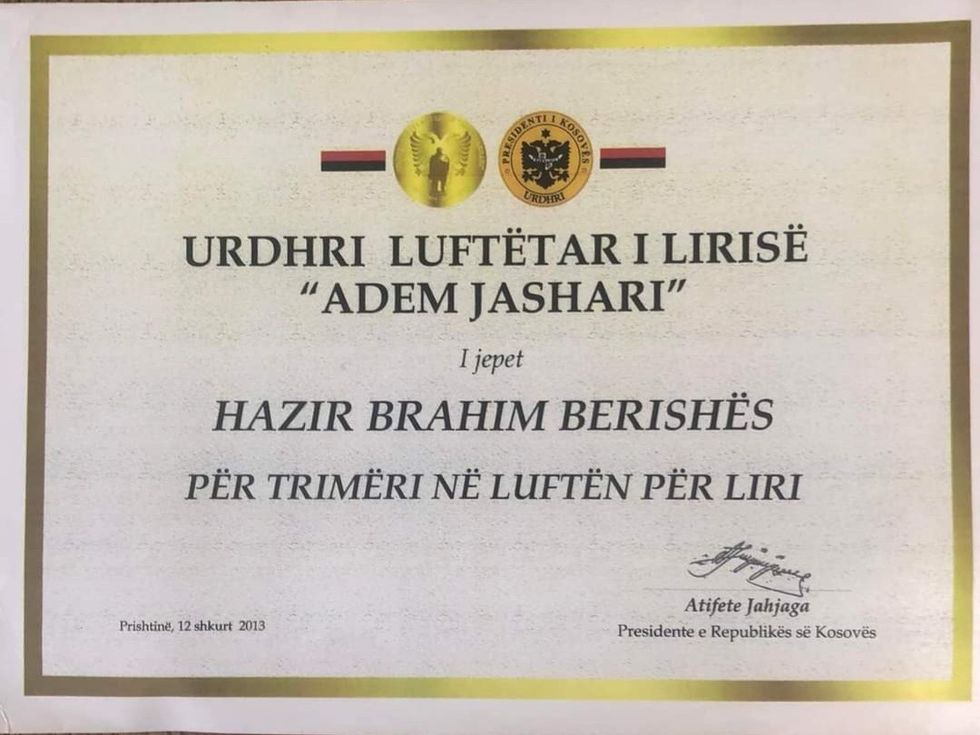 PRESIDENTI I KOSOVËS
URDHRI
URDHRI LUFTËTAR I LIRISË
“ADEM JASHARI”
I jepet
HAZIR BRAHIM BERISHËS
PËR TRIMËRI NË LUFTËN PËR LIRI
Atifete Jahjaga
Prishtinë, 12 shkurt 2013
Presidente e Republikës së Kosovës